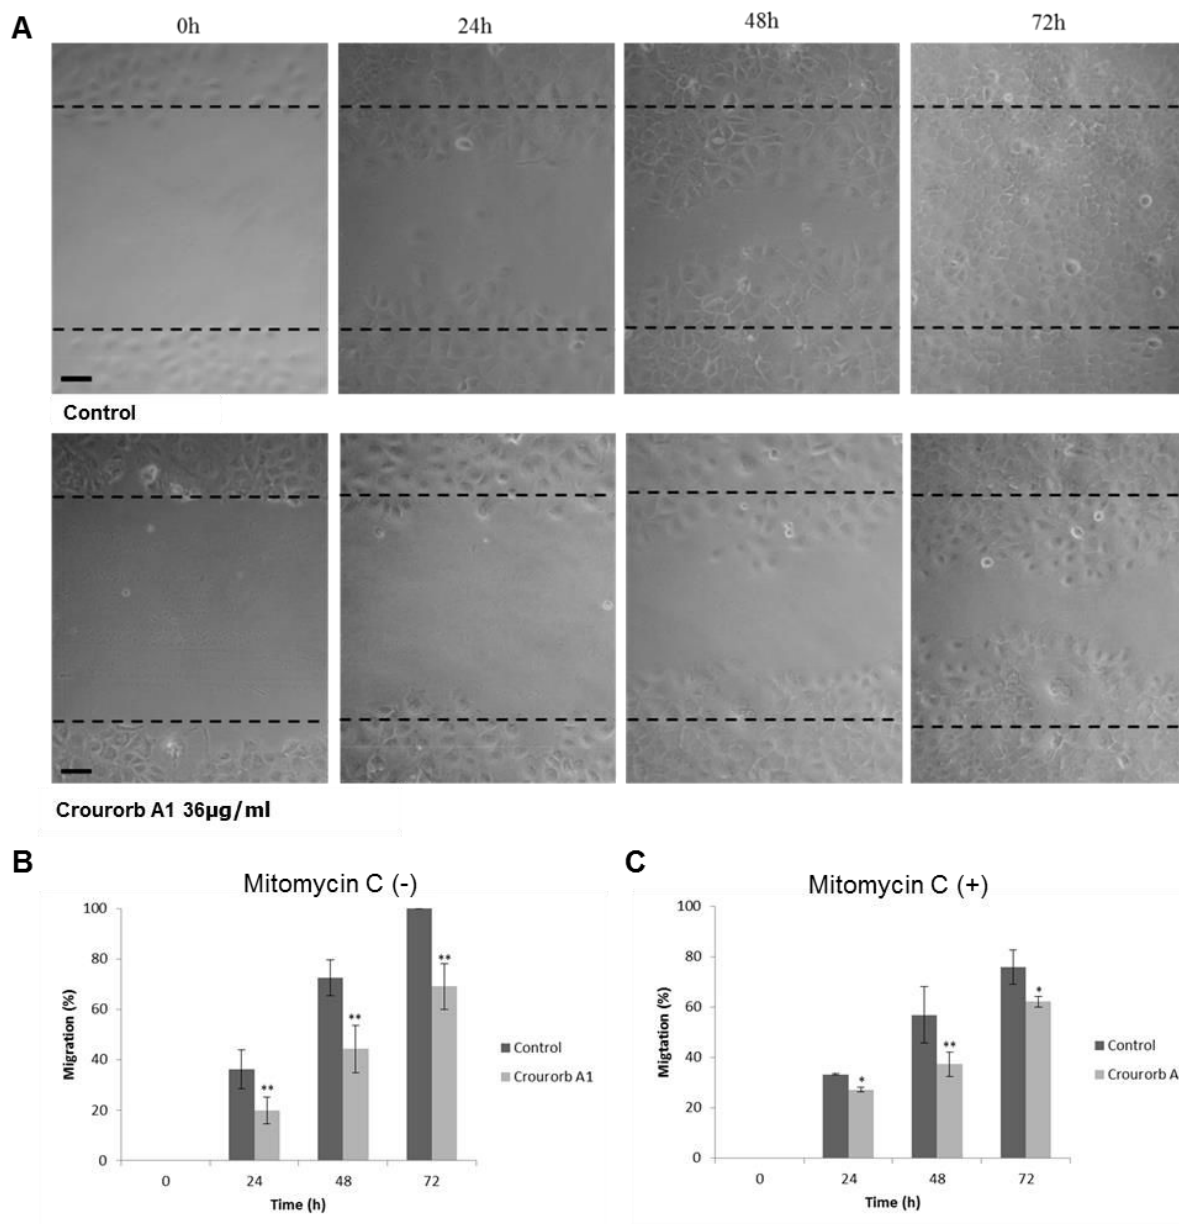 A
0h
24h
48h
72h
Control
Crourorb A1 36µg/ml
B
Mitomycin C (-)
100
80
60
40
20
0
Migration (%)
**
**
**
0
24
48
72
Time (h)
Control
Crourorb A1
C
Mitomycin C (+)
100
80
60
40
20
0
Migtation (%)
*
**
*
0
24
48
72
Time (h)
Control
Crourorb A